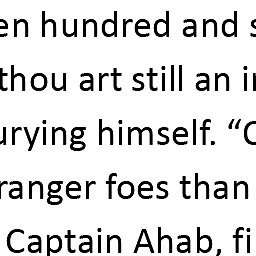 en hundred and s
thou art still an i
urying himself. “C
ranger foes than
Captain Ahab, fi